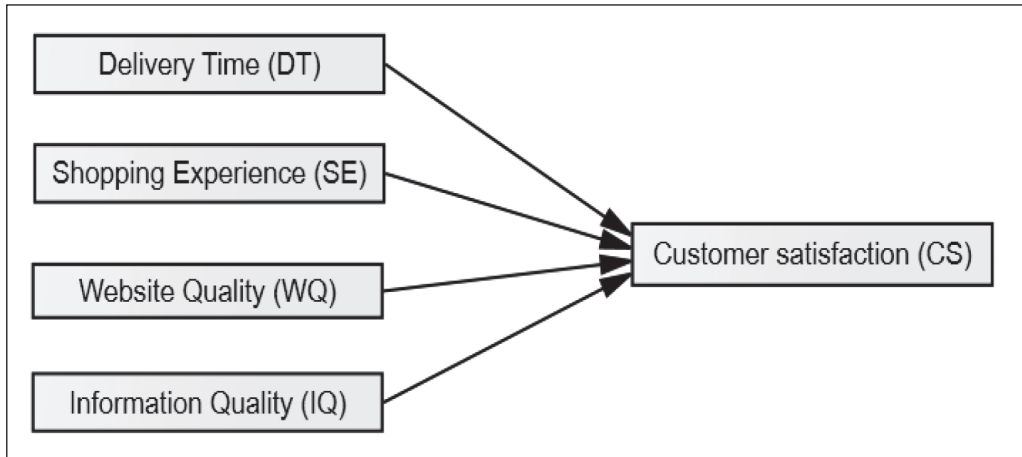 Delivery Time (DT)
Shopping Experience (SE)
Website Quality (WQ)
Information Quality (IQ)
Customer satisfaction (CS)